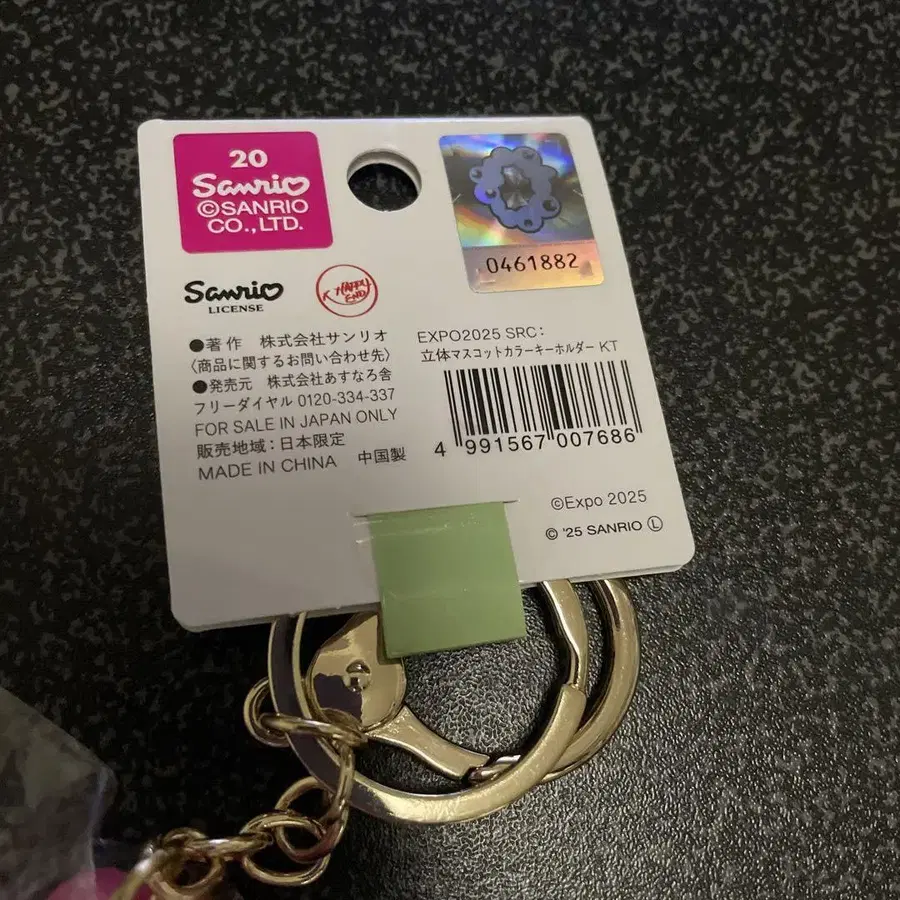 20
Sanrio
©SANRIO
CO.,LTD.
0461882
Sanrio
LICENSE
K HAPPY
END
●著作 株式会社サンリオ
〈商品に関するお問い合わせ先〉
●発売元 株式会社あすなろ舎
フリーダイヤル 0120-334-337
FOR SALE IN JAPAN ONLY
販売地域：日本限定
MADE IN CHINA 中国製
EXPO2025 SRC：
立体マスコットカラーキーホルダー KT
4 991567 007686
©Expo 2025
© '25 SANRIO Ⓛ